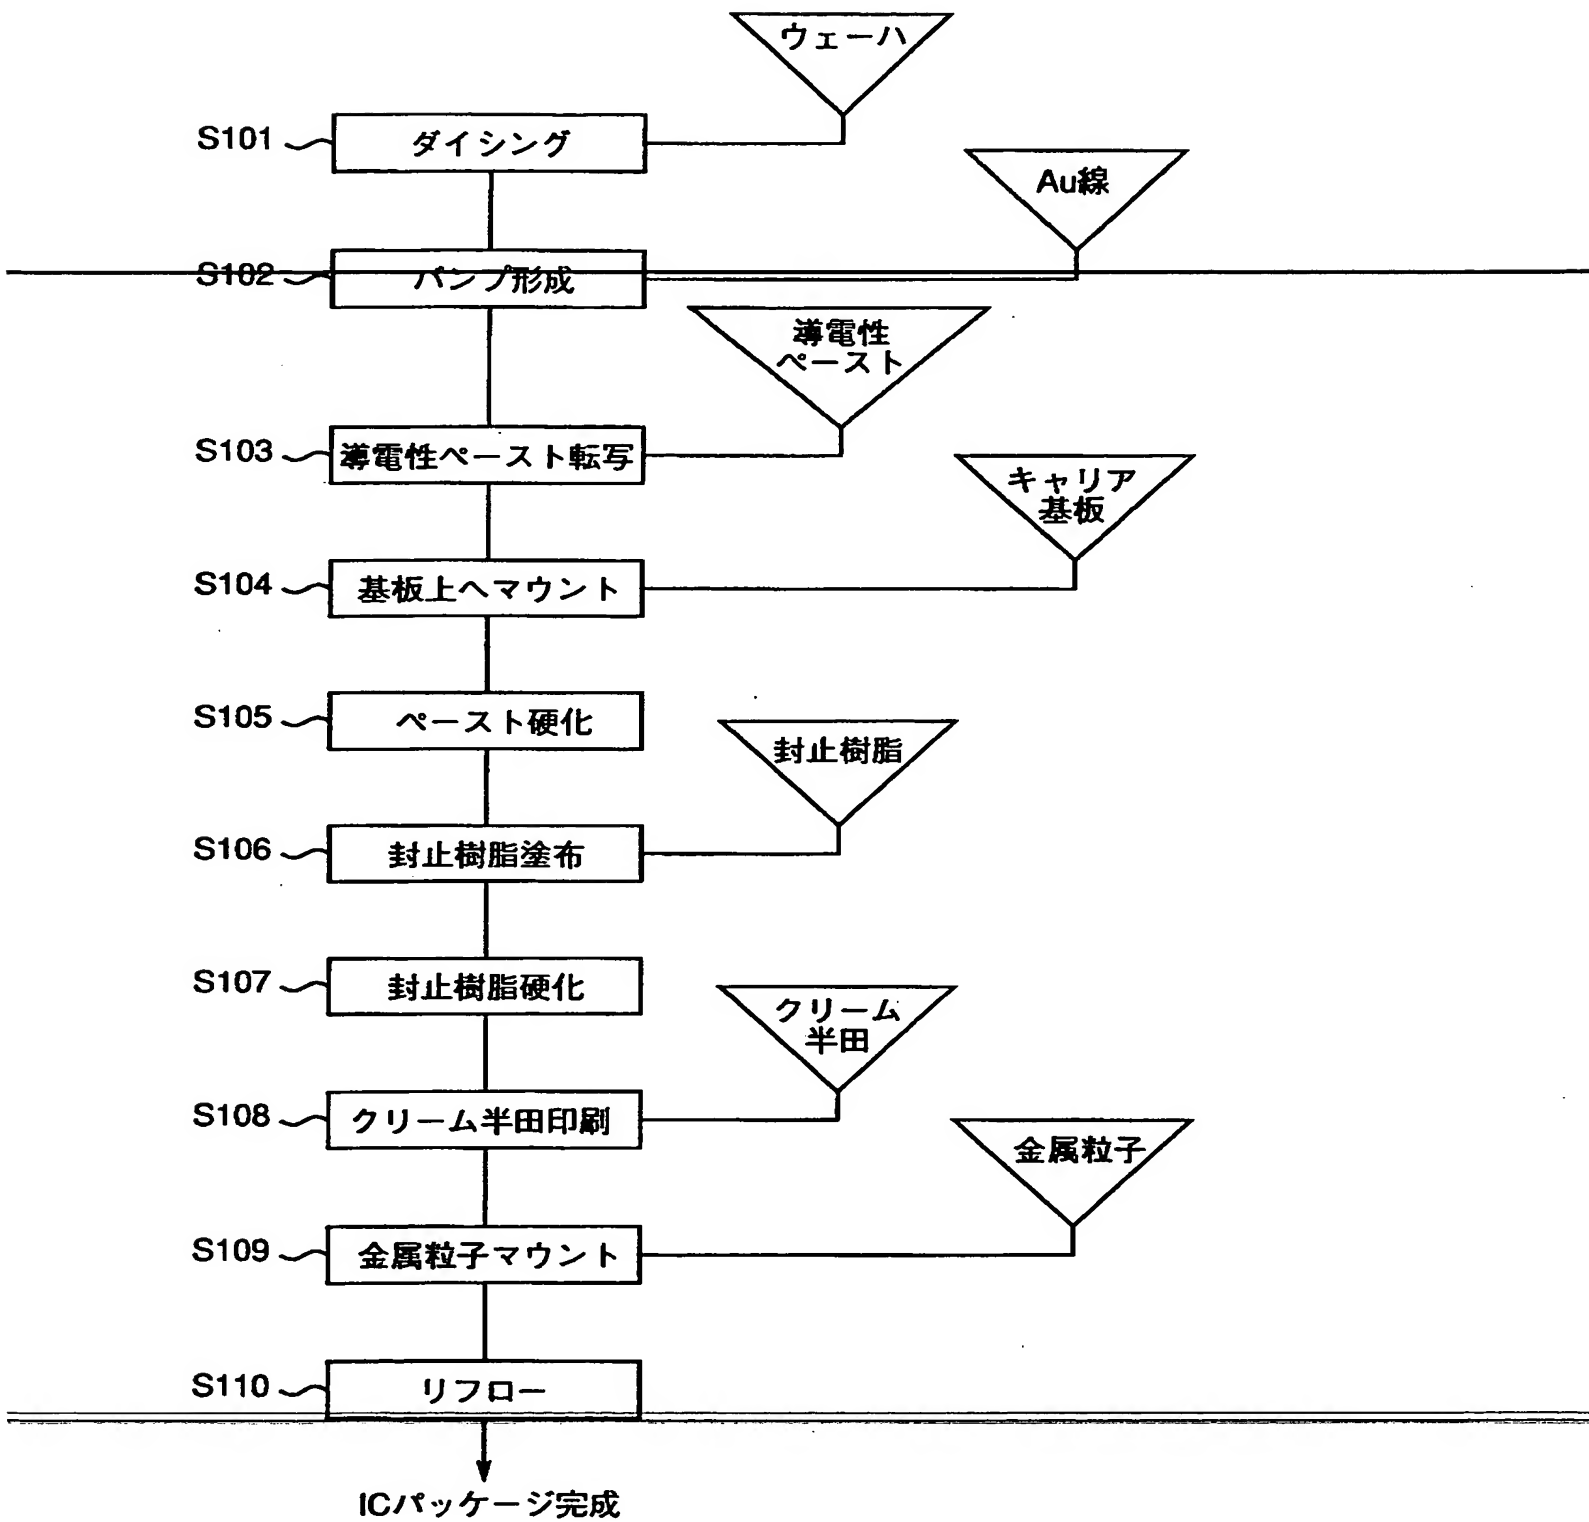 ウェーハ
S101
ダイシング
Au線
S102
バンプ形成
導電性
ペースト
S103
導電性ペースト転写
キャリア
基板
S104
基板上へマウント
S105
ペースト硬化
封止樹脂
S106
封止樹脂塗布
S107
封止樹脂硬化
クリーム
半田
S108
クリーム半田印刷
金属粒子
S109
金属粒子マウント
S110
リフロー
ICパッケージ完成